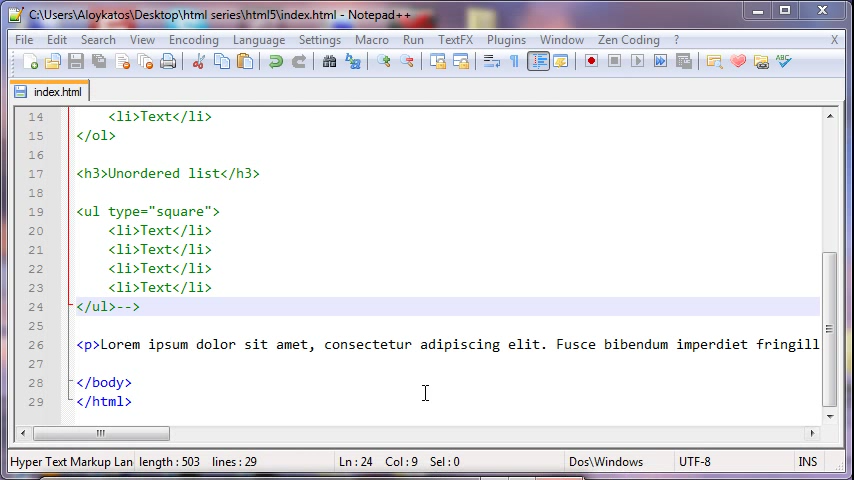 C:\Users\Aloykatos\Desktop\html series\html5\index.html - Notepad++
File Edit Search View Encoding Language Settings Macro Run TextFX Plugins Window Zen Coding ? X
index.html
14 <li>Text</li>
15 </ol>
16
17 <h3>Unordered list</h3>
18
19 <ul type="square">
20 <li>Text</li>
21 <li>Text</li>
22 <li>Text</li>
23 <li>Text</li>
24 </ul>-->
25
26 <p>Lorem ipsum dolor sit amet, consectetur adipiscing elit. Fusce bibendum imperdiet fringill
27
28 </body>
29 </html>
Hyper Text Markup Lan length : 503 lines : 29 Ln : 24 Col : 9 Sel : 0 Dos\Windows UTF-8 INS